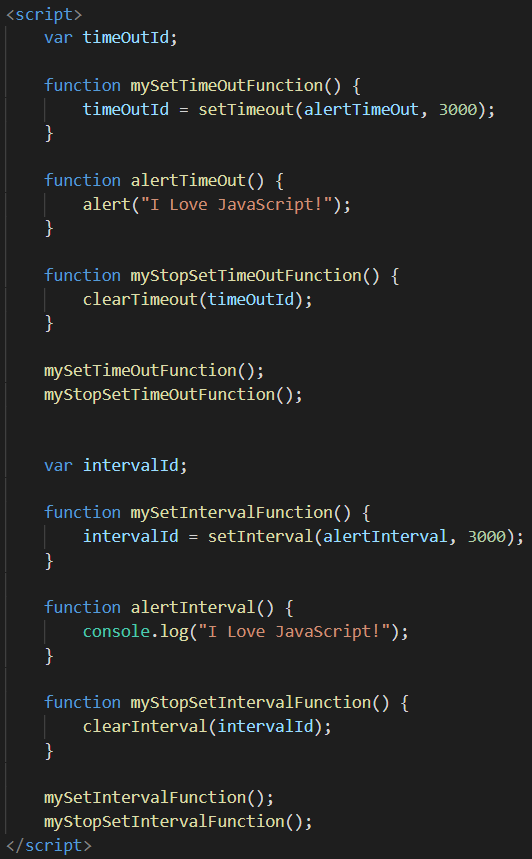 <script>
    var timeOutId;

    function mySetTimeOutFunction() {
        timeOutId = setTimeout(alertTimeOut, 3000);
    }

    function alertTimeOut() {
        alert("I Love JavaScript!");
    }

    function myStopSetTimeOutFunction() {
        clearTimeout(timeOutId);
    }

    mySetTimeOutFunction();
    myStopSetTimeOutFunction();


    var intervalId;

    function mySetIntervalFunction() {
        intervalId = setInterval(alertInterval, 3000);
    }

    function alertInterval() {
        console.log("I Love JavaScript!");
    }

    function myStopSetIntervalFunction() {
        clearInterval(intervalId);
    }

    mySetIntervalFunction();
    myStopSetIntervalFunction();
</script>